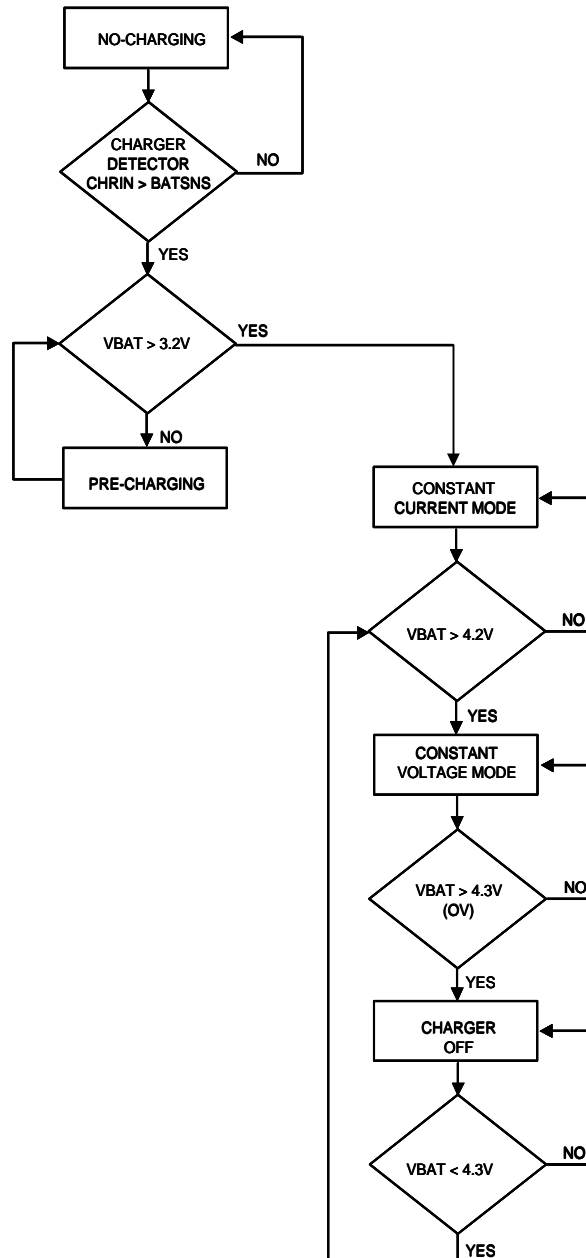 NO-CHARGING
CHARGER
DETECTOR
CHRIN > BATSNS
NO
YES
VBAT > 3.2V
YES
NO
PRE-CHARGING
CONSTANT
CURRENT MODE
VBAT > 4.2V
NO
YES
CONSTANT
VOLTAGE MODE
VBAT > 4.3V
(OV)
NO
YES
CHARGER
OFF
VBAT < 4.3V
NO
YES